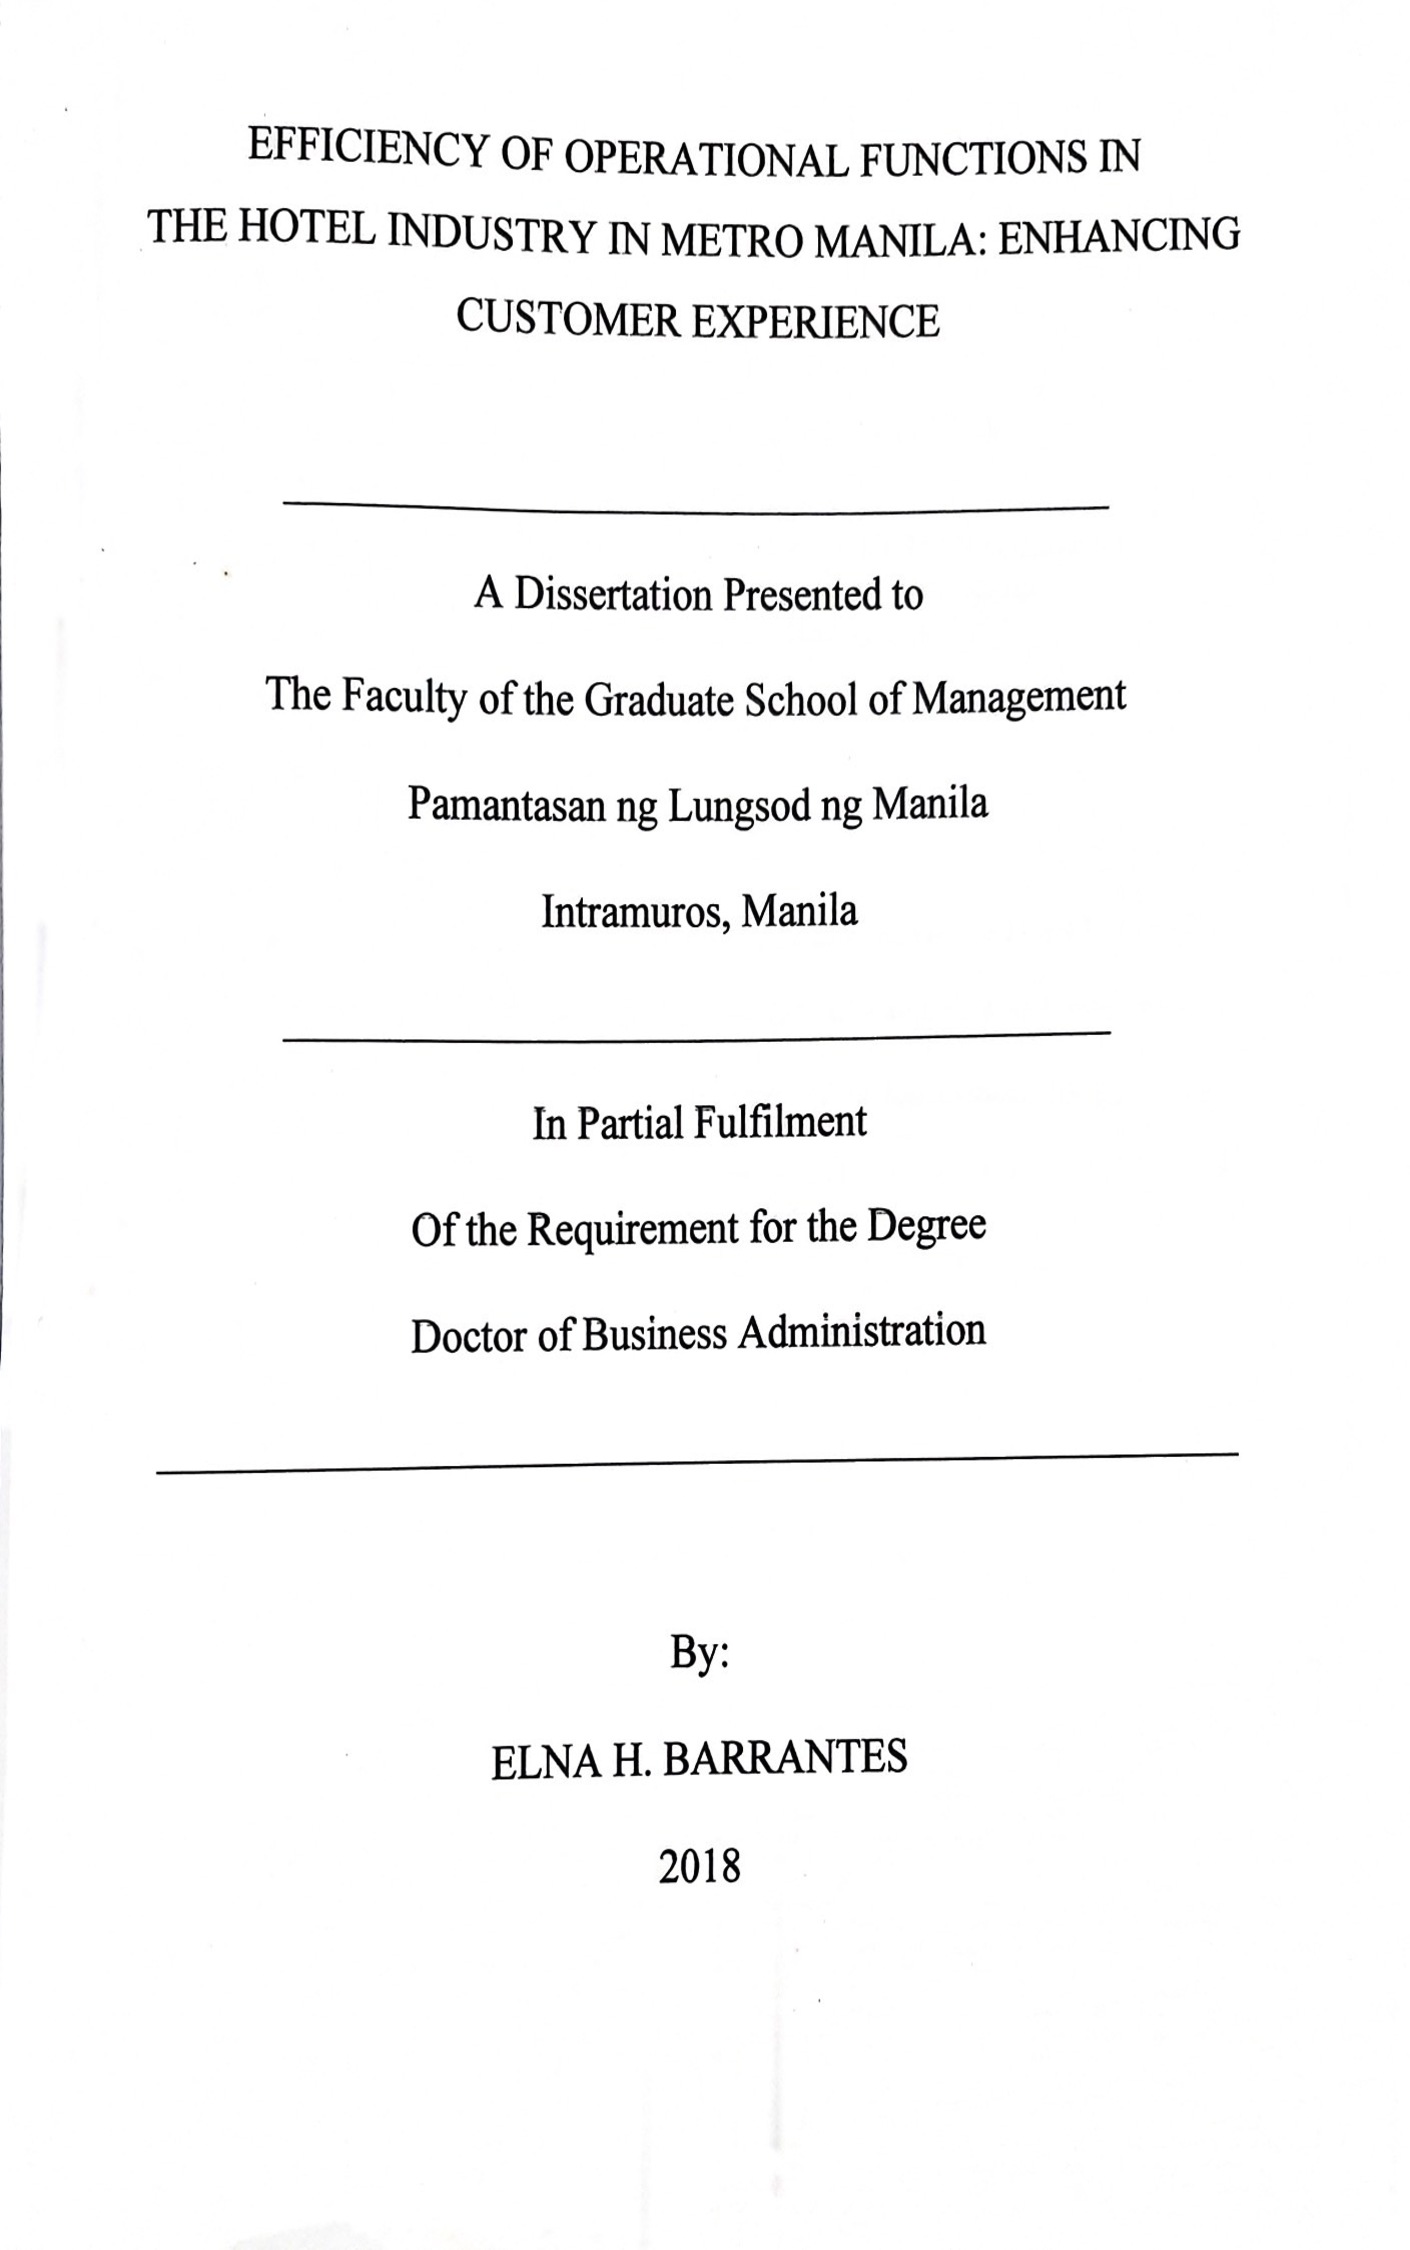 EFFICIENCY OF OPERATIONAL FUNCTIONS IN
THE HOTEL INDUSTRY IN METRO MANILA: ENHANCING
CUSTOMER EXPERIENCE
A Dissertation Presented to
The Faculty of the Graduate School of Management
Pamantasan ng Lungsod ng Manila
Intramuros, Manila
In Partial Fulfilment
Of the Requirement for the Degree
Doctor of Business Administration
By:
ELNA H. BARRANTES
2018